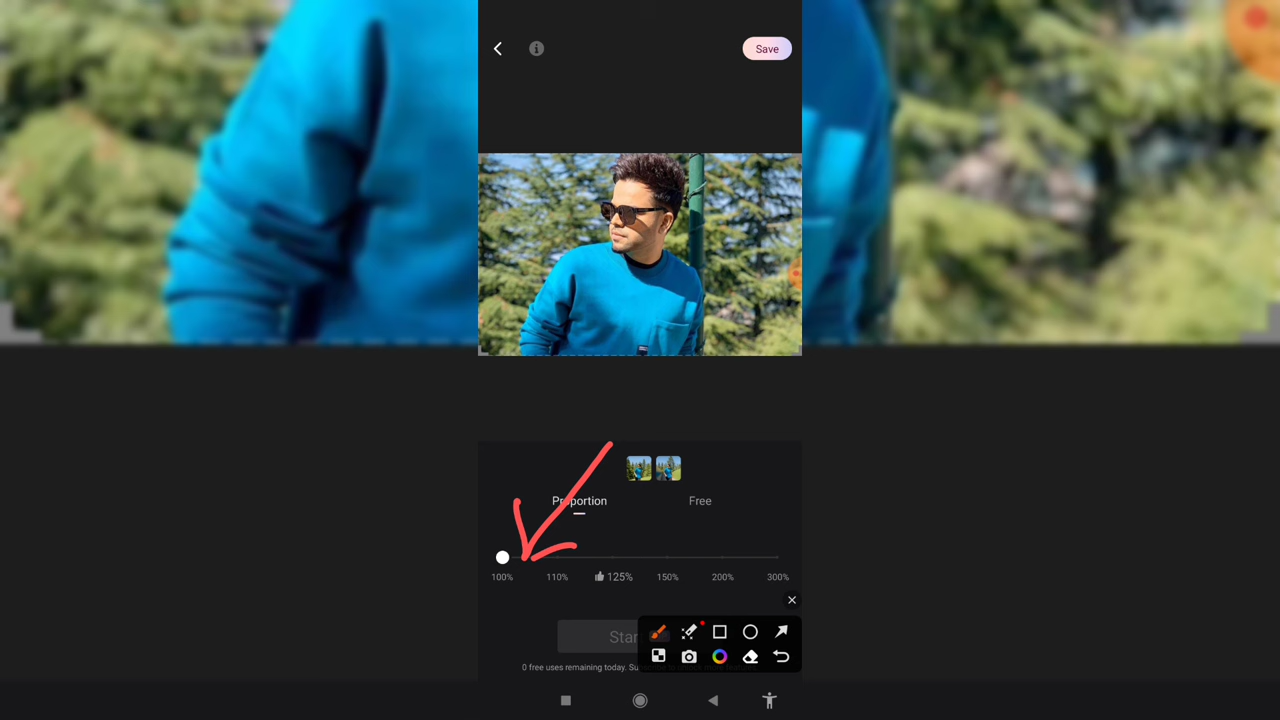 Save
Proportion Free
100% 110% 125% 150% 200% 300%
0 free uses remaining today.